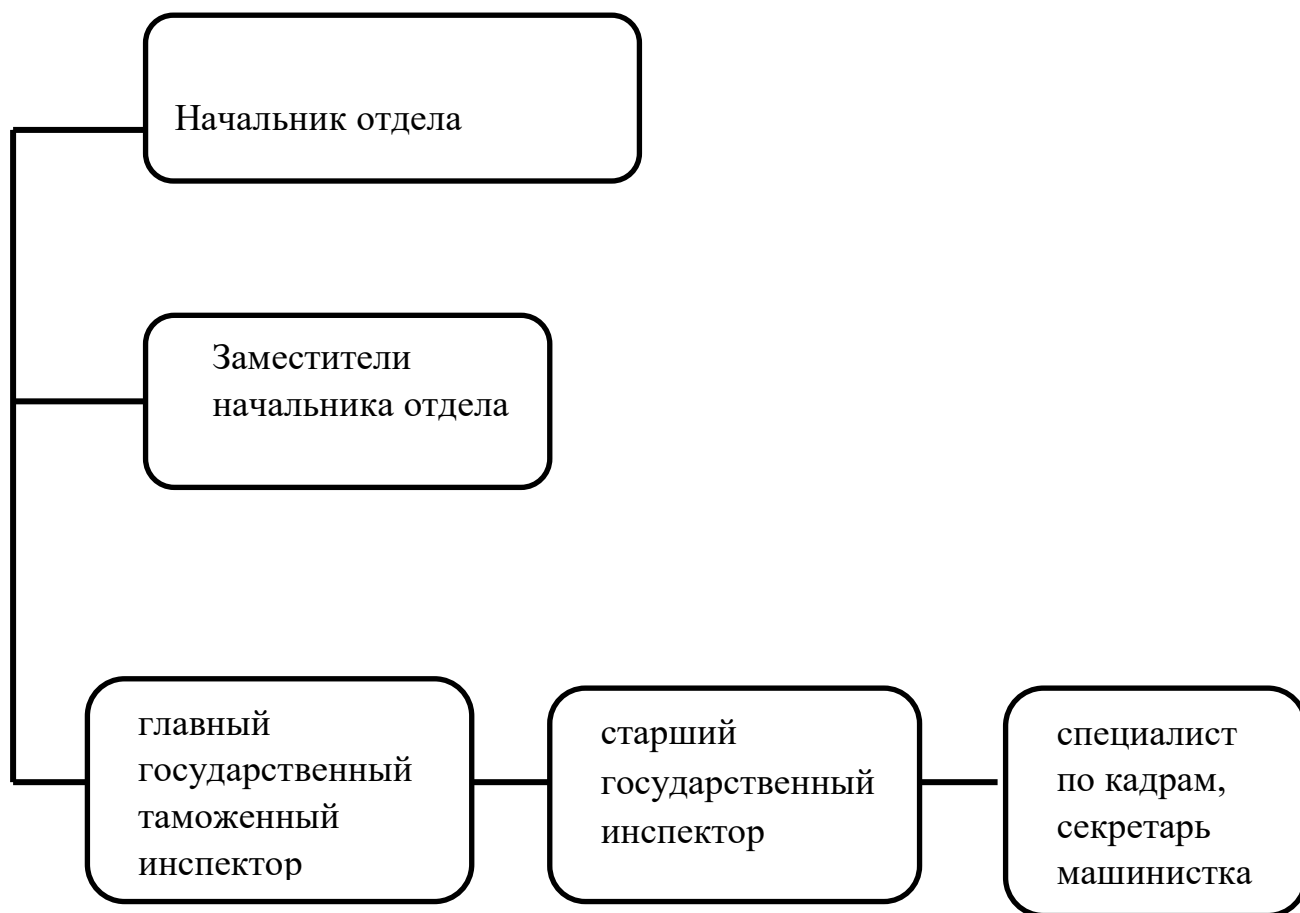 Начальник отдела
Заместители
начальника отдела
главный
государственный
таможенный
инспектор
старший
государственный
инспектор
специалист
по кадрам,
секретарь
машинистка